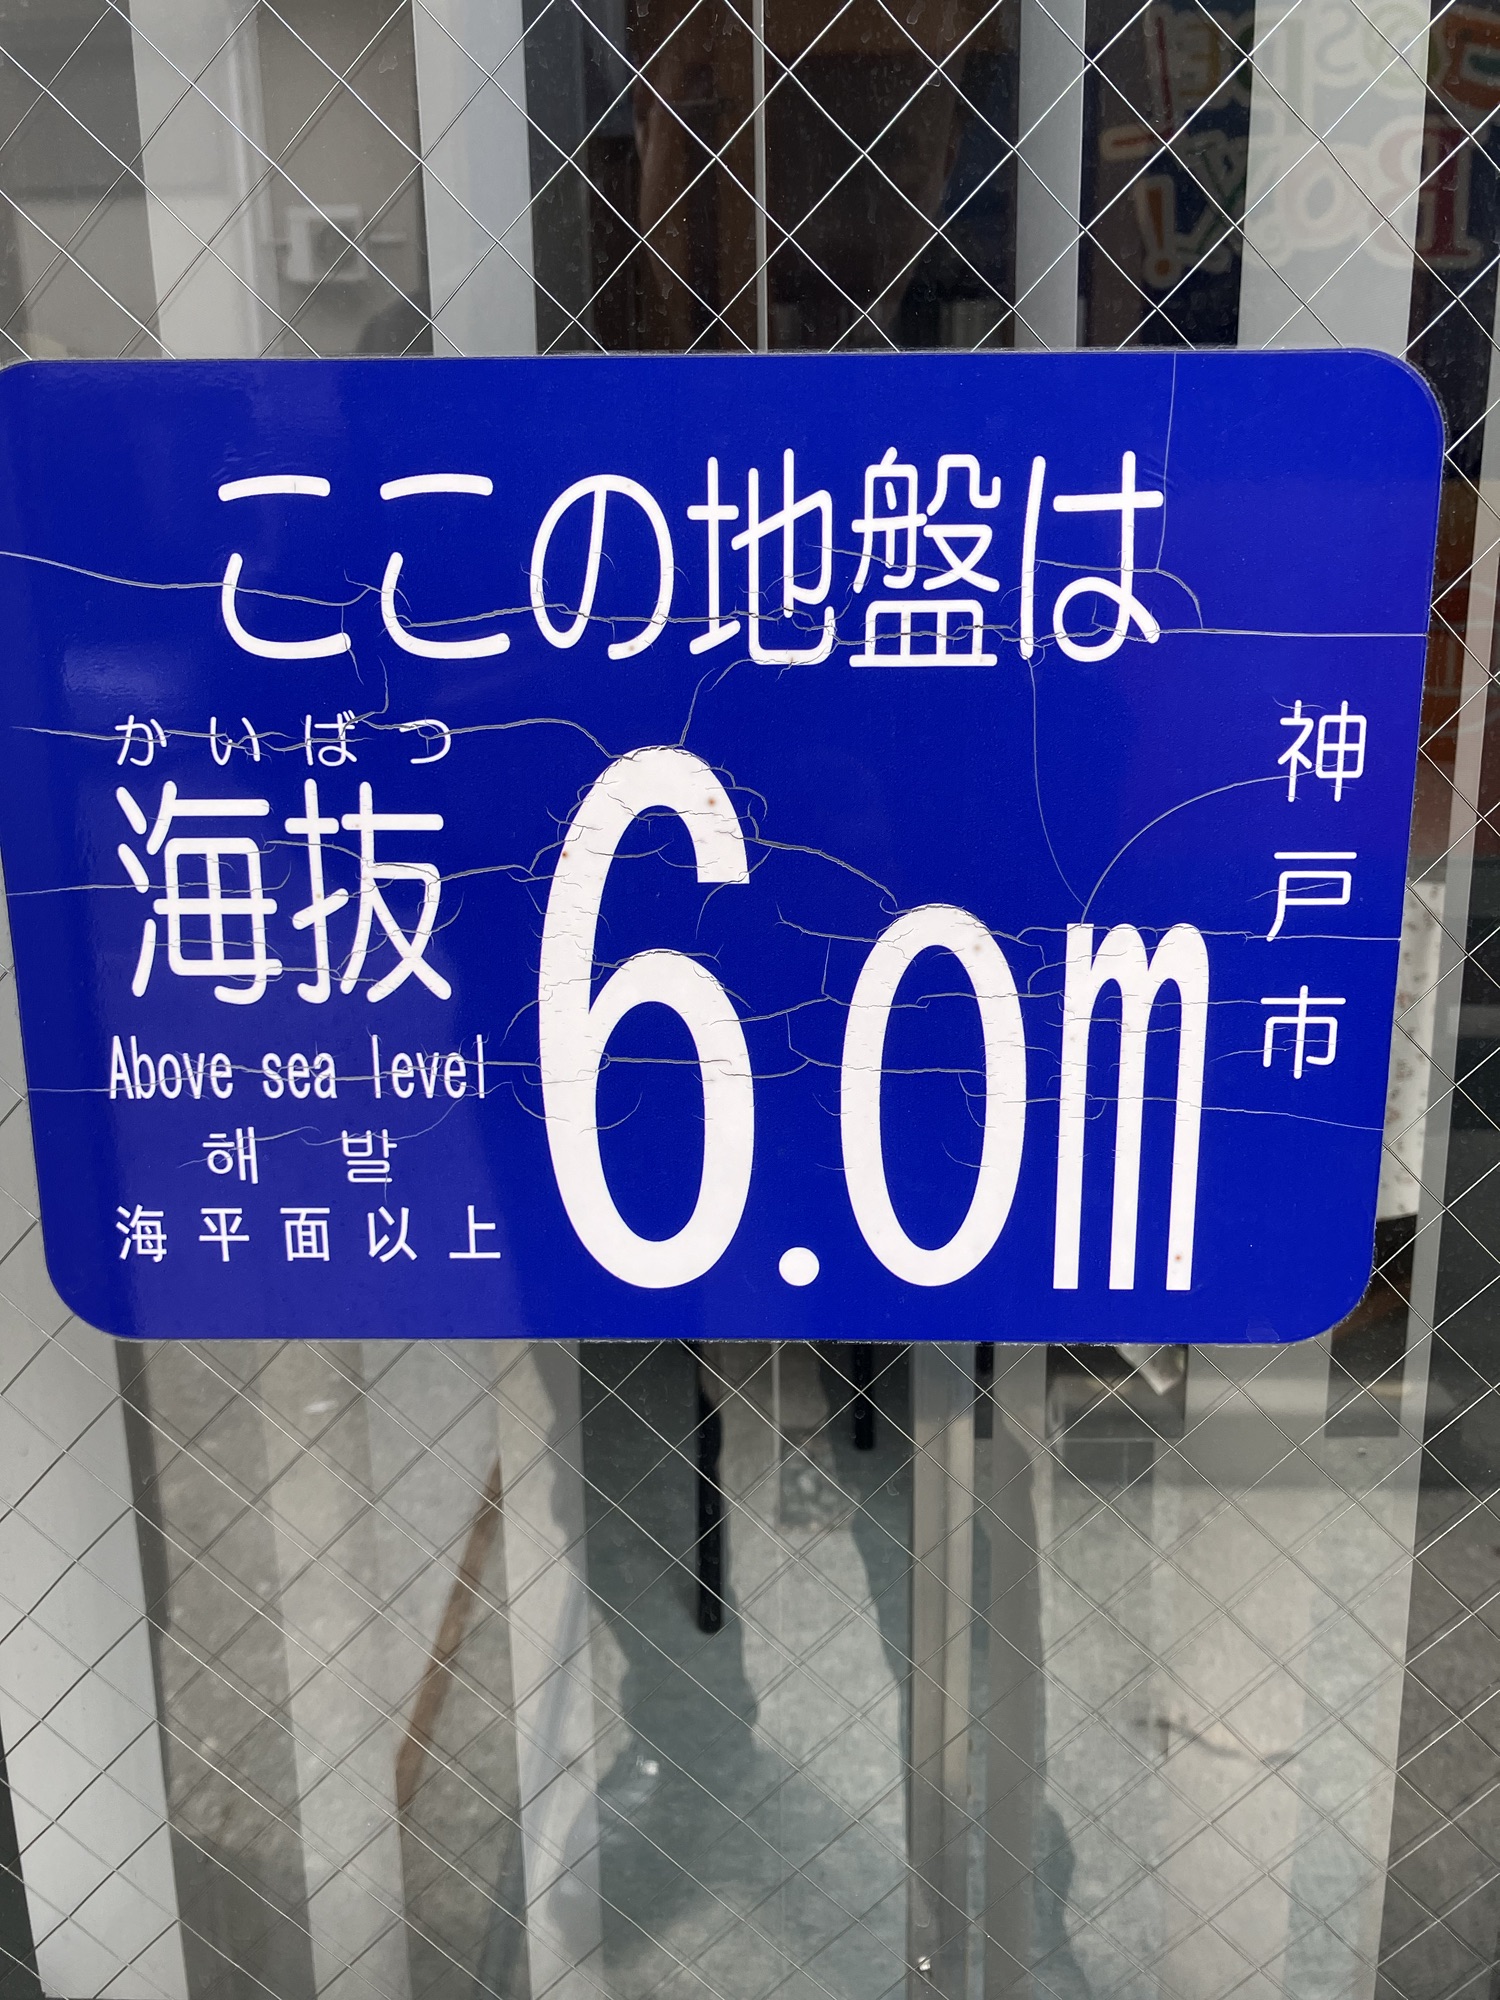 ここの地盤は
かいばつ
海抜
6.0m
Above sea level
해발
海平面以上
神戸市